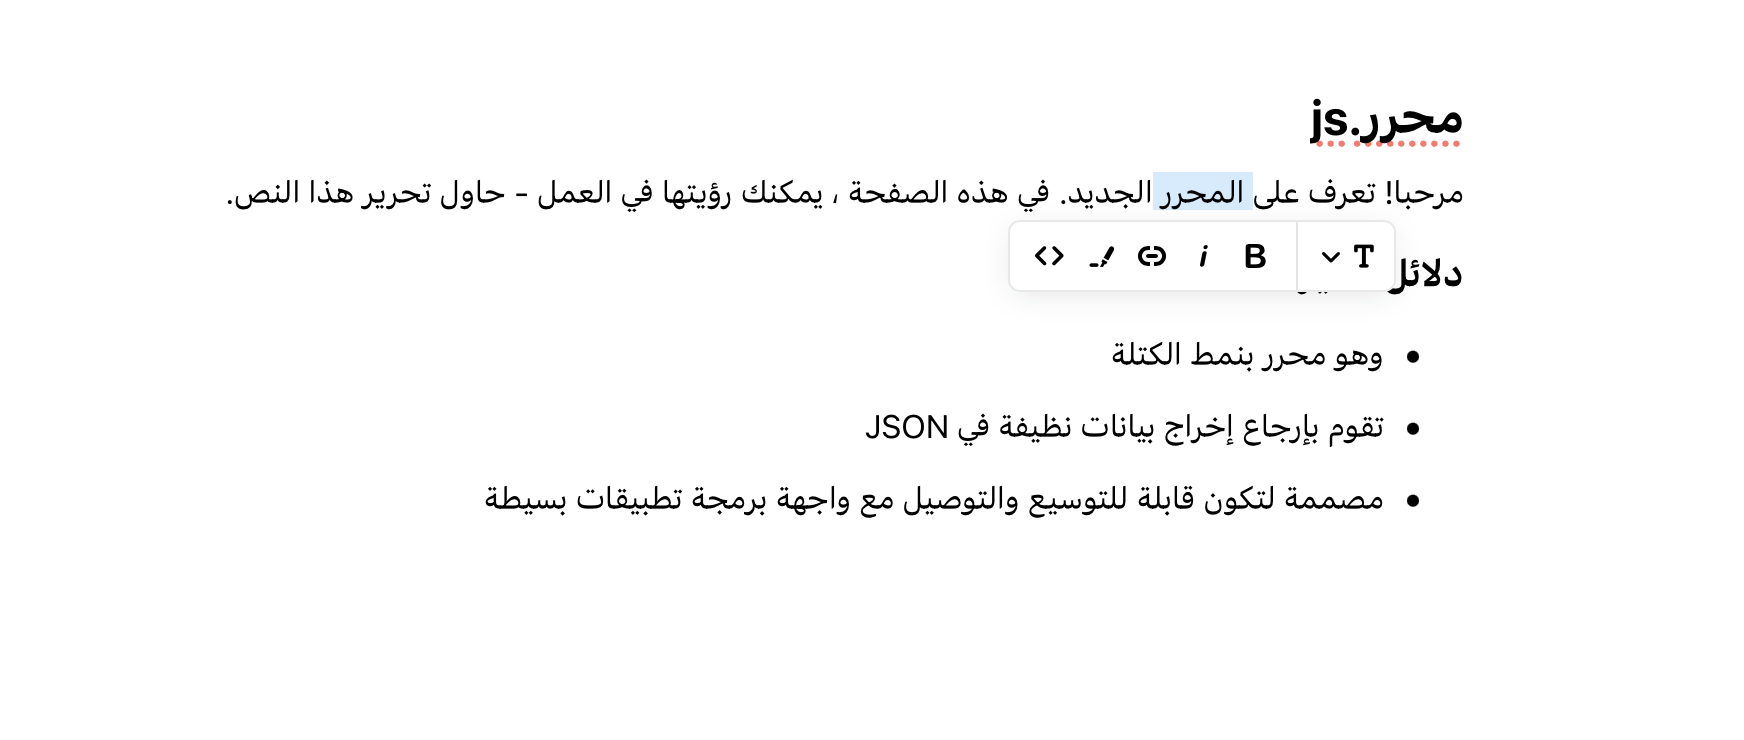 محرر.js
مرحبا! تعرف على المحرر الجديد. في هذه الصفحة ، يمكنك رؤيتها في العمل - حاول تحرير هذا النص.
T B i
دلائل
وهو محرر بنمط الكتلة
تقوم بإرجاع إخراج بيانات نظيفة في JSON
مصممة لتكون قابلة للتوسيع والتوصيل مع واجهة برمجة تطبيقات بسيطة